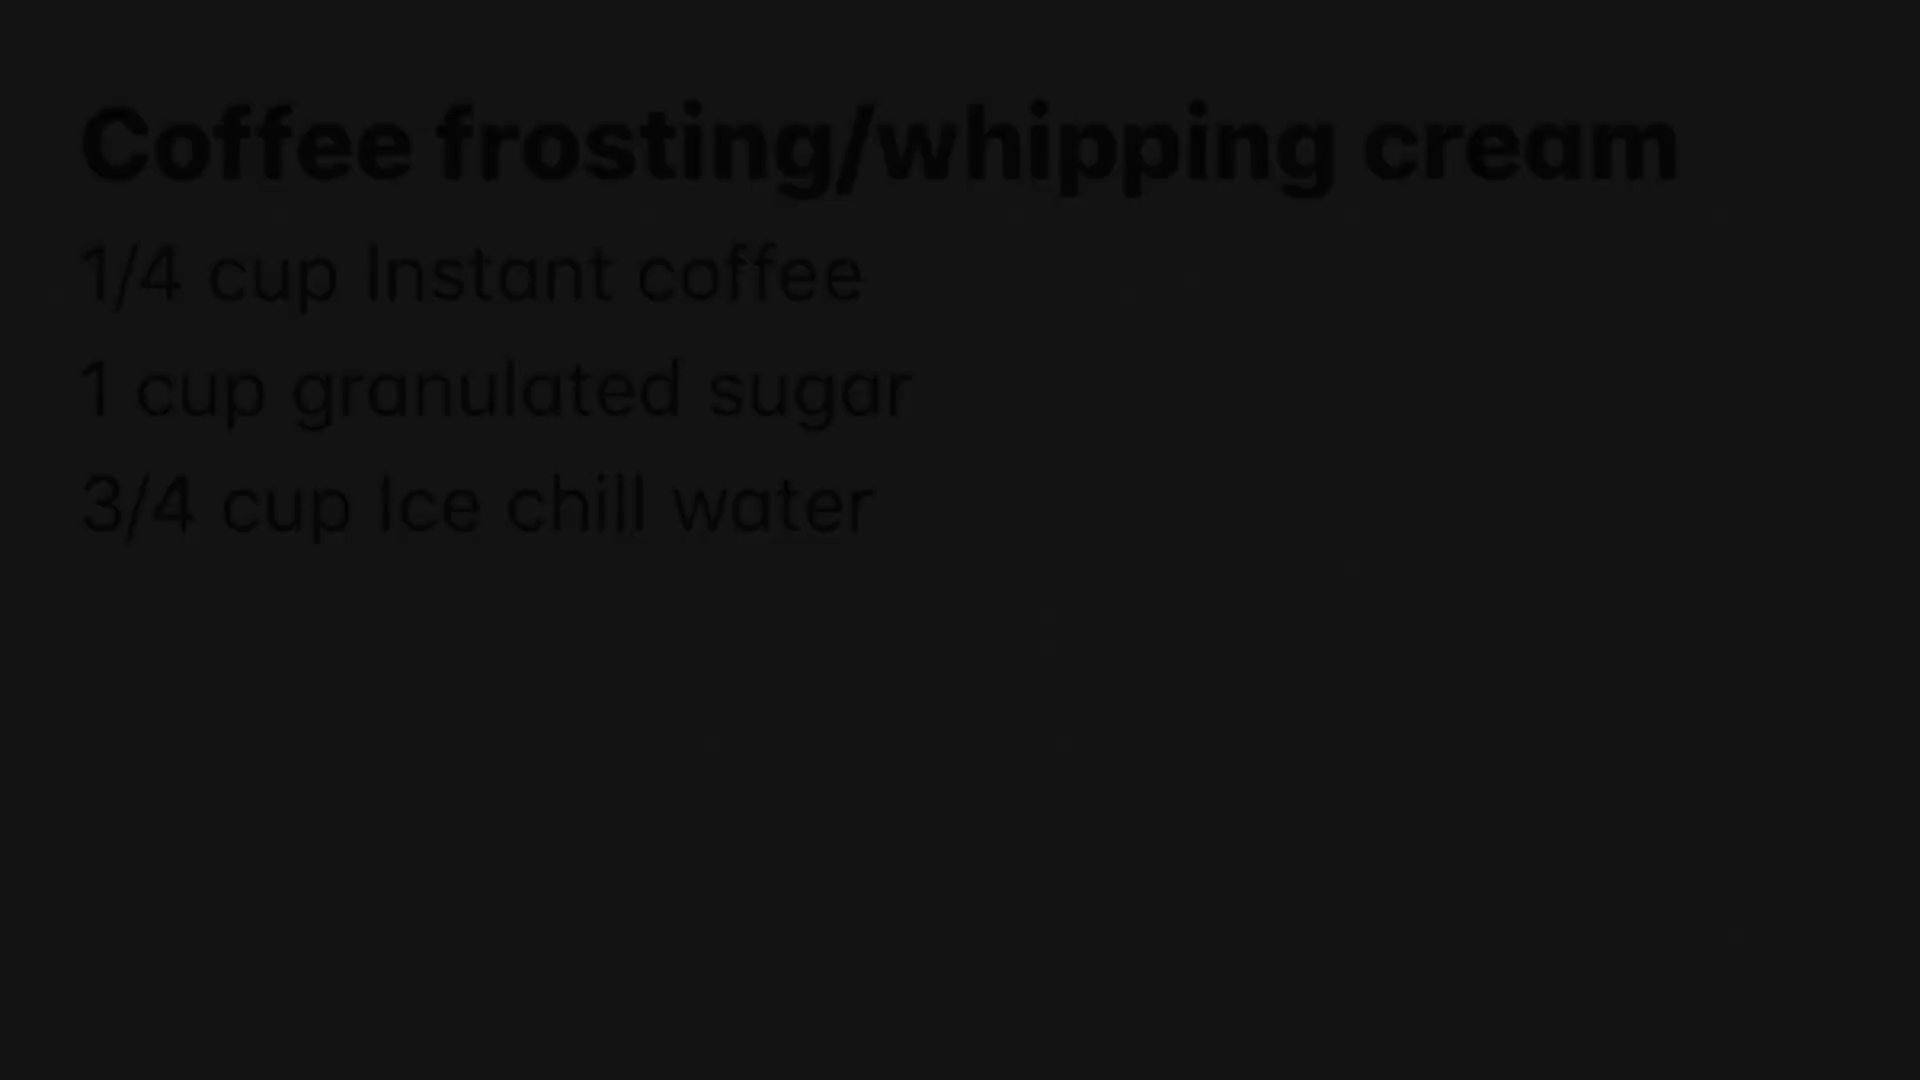 Coffee frosting/whipping cream
1/4 cup Instant coffee
1 cup granulated sugar
3/4 cup Ice chill water